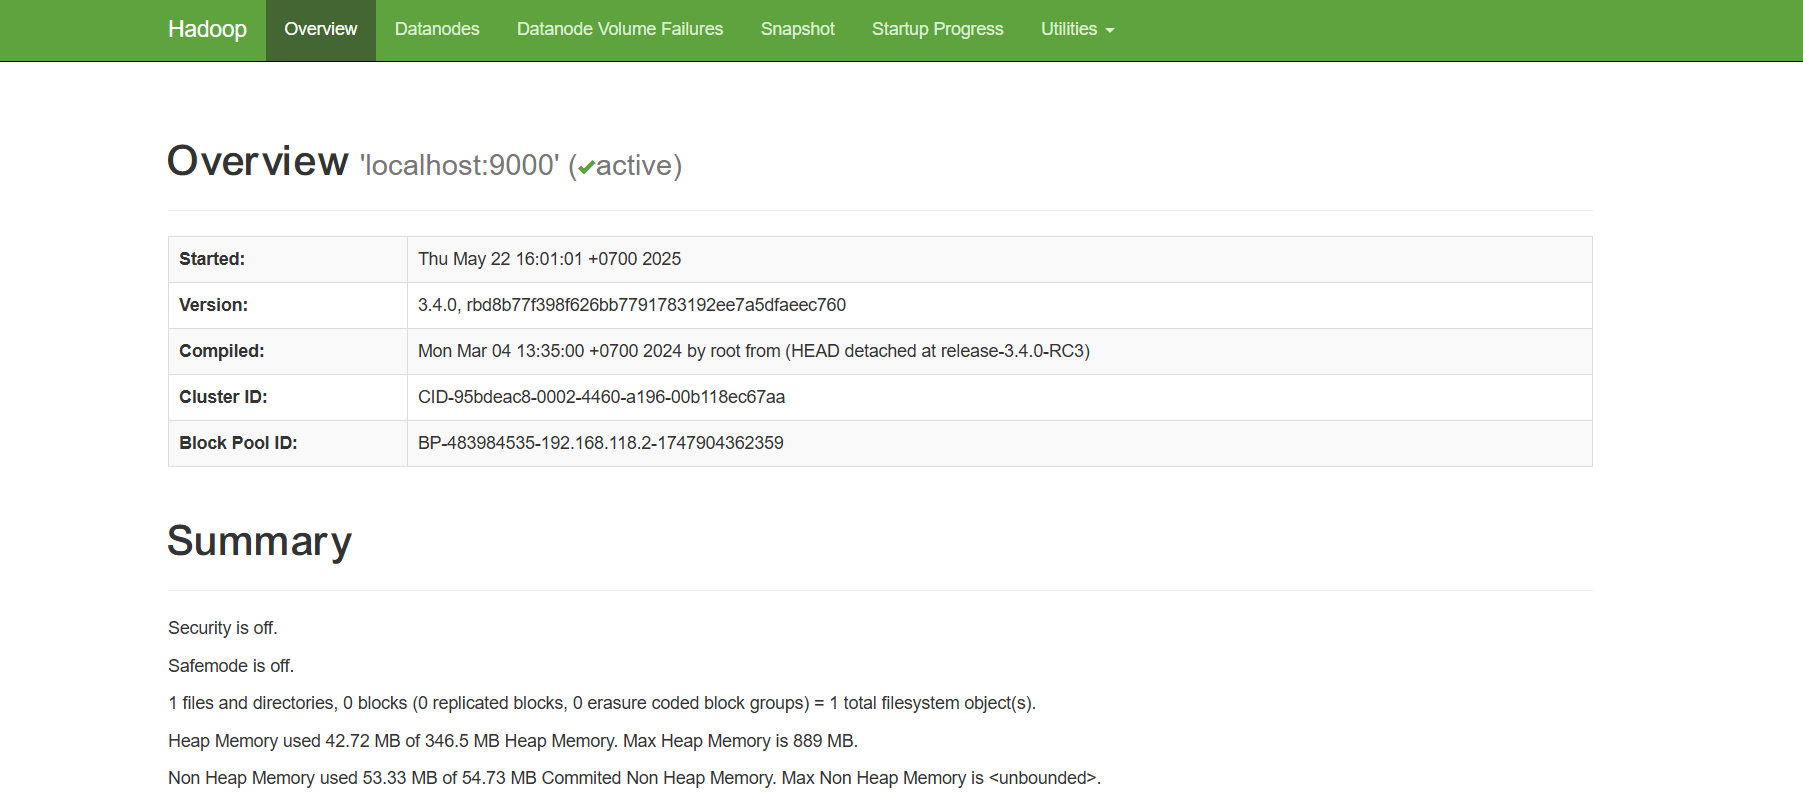 Hadoop Overview Datanodes Datanode Volume Failures Snapshot Startup Progress Utilities
Overview 'localhost:9000' (✔active)
Started: Thu May 22 16:01:01 +0700 2025
Version: 3.4.0, rbd8b77f398f626bb7791783192ee7a5dfaeec760
Compiled: Mon Mar 04 13:35:00 +0700 2024 by root from (HEAD detached at release-3.4.0-RC3)
Cluster ID: CID-95bdeac8-0002-4460-a196-00b118ec67aa
Block Pool ID: BP-483984535-192.168.118.2-1747904362359
Summary
Security is off.
Safemode is off.
1 files and directories, 0 blocks (0 replicated blocks, 0 erasure coded block groups) = 1 total filesystem object(s).
Heap Memory used 42.72 MB of 346.5 MB Heap Memory. Max Heap Memory is 889 MB.
Non Heap Memory used 53.33 MB of 54.73 MB Commited Non Heap Memory. Max Non Heap Memory is <unbounded>.